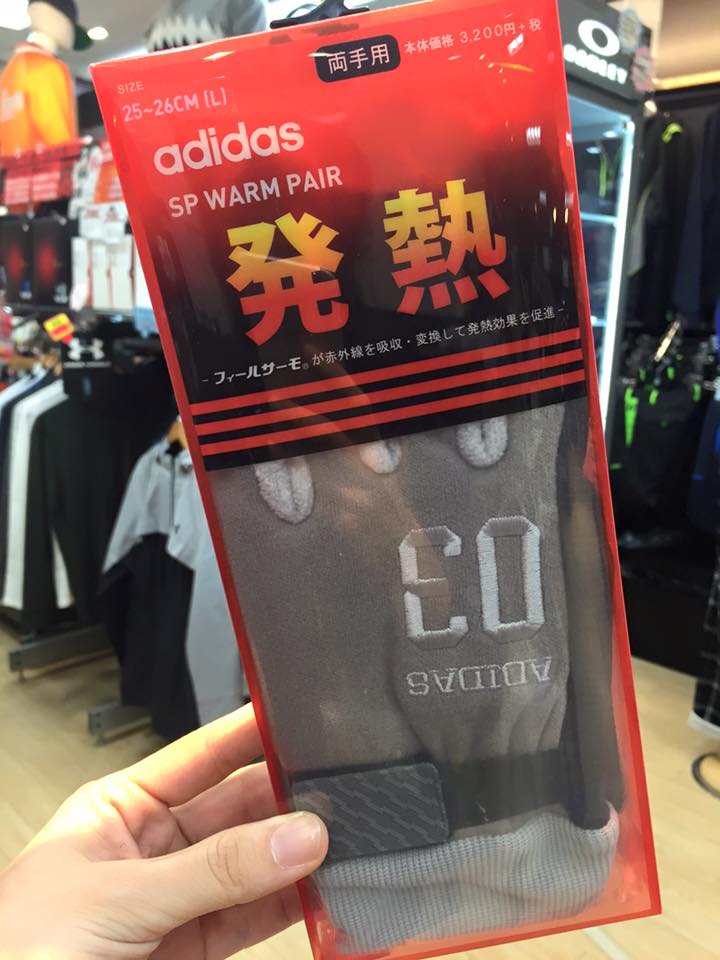 SIZE
25~26CM (L)
両手用
本体価格 3,200円+税
adidas
SP WARM PAIR
発熱
- フィールサーモ®が赤外線を吸収・変換して発熱効果を促進 -
03
ADIDAS
OAKLEY